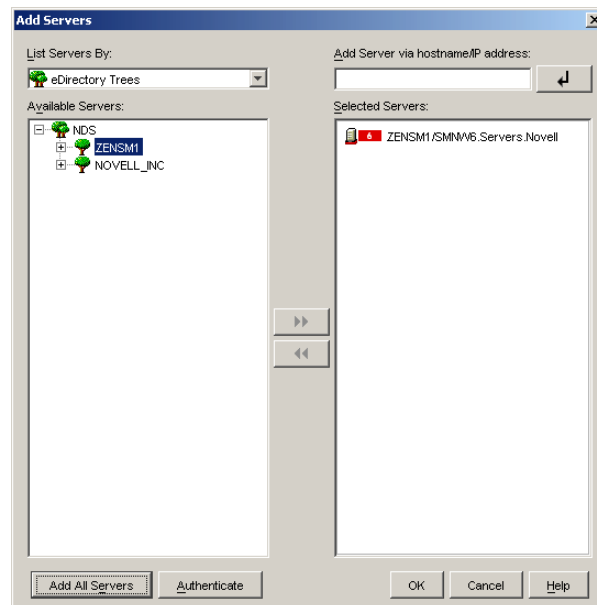 Add Servers
List Servers By:
eDirectory Trees
Available Servers:
NDS
ZENSM1
NOVELL_INC
Add Server via hostname/IP address:
Selected Servers:
6 ZENSM1/SMNW6.Servers.Novell
Add All Servers
Authenticate
OK
Cancel
Help